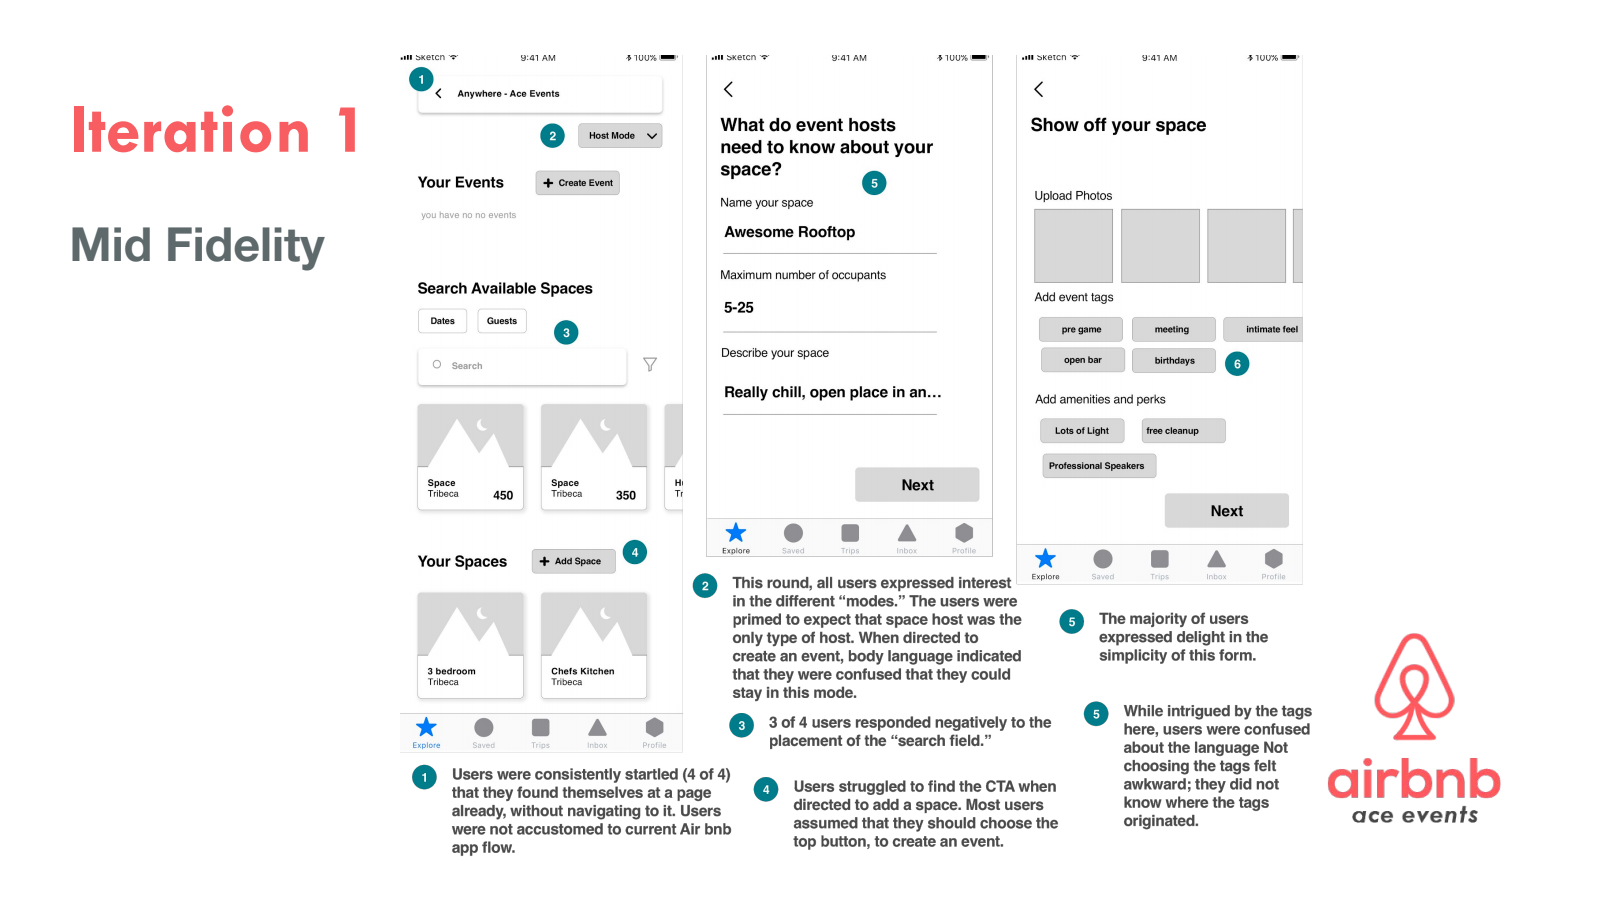 Iteration 1
Mid Fidelity
Sketch
9:41 AM
100%
1
Anywhere - Ace Events
2
Host Mode
Your Events
+ Create Event
you have no no events
Search Available Spaces
Dates
Guests
3
Search
Space
Tribeca
450
Space
Tribeca
350
Your Spaces
+ Add Space
4
3 bedroom
Tribeca
Chefs Kitchen
Tribeca
Explore
Saved
Trips
Inbox
Profile
Sketch
9:41 AM
100%
What do event hosts
need to know about your
space?
5
Name your space
Awesome Rooftop
Maximum number of occupants
5-25
Describe your space
Really chill, open place in an...
Next
Explore
Saved
Trips
Inbox
Profile
Sketch
9:41 AM
100%
Show off your space
Upload Photos
Add event tags
pre game
meeting
intimate feel
open bar
birthdays
6
Add amenities and perks
Lots of Light
free cleanup
Professional Speakers
Next
Explore
Saved
Trips
Inbox
Profile
1
Users were consistently startled (4 of 4)
that they found themselves at a page
already, without navigating to it. Users
were not accustomed to current Air bnb
app flow.
2
This round, all users expressed interest
in the different “modes.” The users were
primed to expect that space host was the
only type of host. When directed to
create an event, body language indicated
that they were confused that they could
stay in this mode.
3
3 of 4 users responded negatively to the
placement of the “search field.”
4
Users struggled to find the CTA when
directed to add a space. Most users
assumed that they should choose the
top button, to create an event.
5
The majority of users
expressed delight in the
simplicity of this form.
5
While intrigued by the tags
here, users were confused
about the language Not
choosing the tags felt
awkward; they did not
know where the tags
originated.
airbnb
ace events